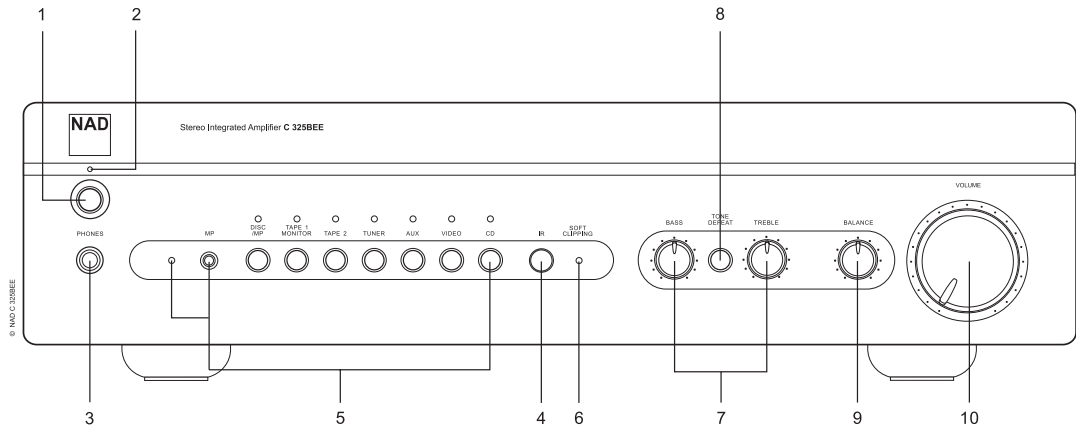 1 2 8
NAD
Stereo Integrated Amplifier C 325BEE
VOLUME
PHONES
MP
DISC
/MP
TAPE 1
MONITOR
TAPE 2
TUNER
AUX
VIDEO
CD
IR
SOFT
CLIPPING
BASS
TONE
DEFEAT
TREBLE
BALANCE
© NAD C 325BEE
3 5 4 6 7 9 10